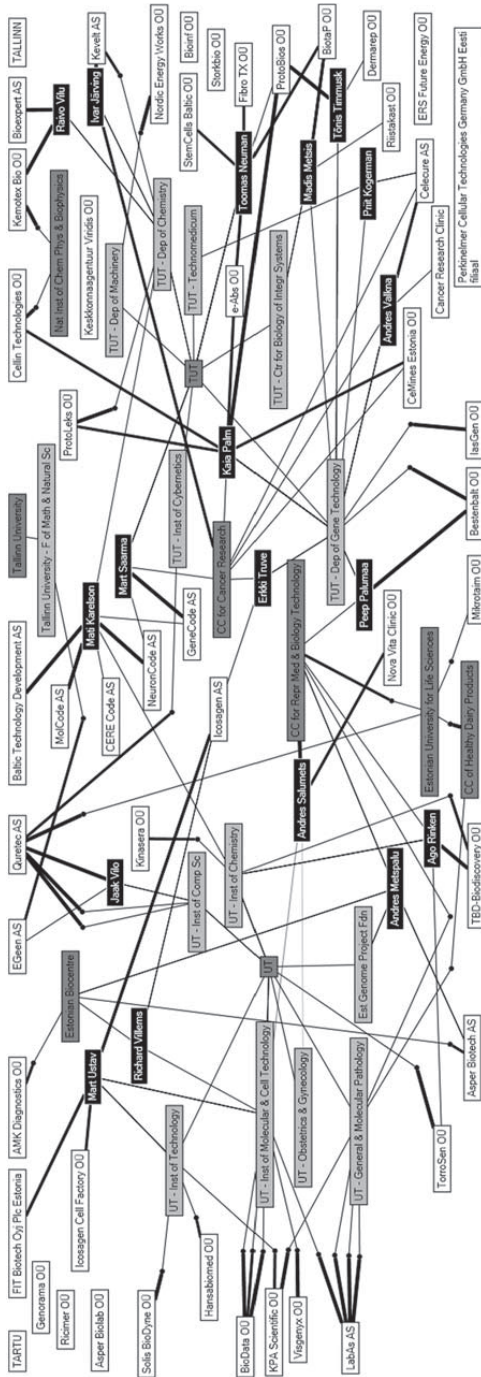 TARTU
FIT Biotech Oyj Plc Estonia
AMK Diagnostics OÜ
EGeen AS
Quretec AS
Baltic Technology Development AS
Tallinn University
Cellin Technologies OÜ
Kemotex Bio OÜ
Bioexpert AS
TALLINN
Genorama OÜ
Ricimer OÜ
Asper Biolab OÜ
Icosagen Cell Factory OÜ
Mart Ustav
Estonian Biocentre
Jaak Vilo
MolCode AS
Mati Karelson
Tallinn University - F of Math & Natural Sc
ProtoLeks OÜ
Nat Inst of Chem Phys & Biophysics
Raivo Vilu
Ivar Järving
Kevelt AS
Keskkonnaagentuur Viridis OÜ
Nordic Energy Works OÜ
CERE Code AS
Kinasera OÜ
Richard Villems
NeuronCode AS
Mart Saarma
GeneCode AS
TUT - Inst of Cybernetics
TUT - Dep of Machinery
TUT - Dep of Chemistry
Bioinf OÜ
Storkbio OÜ
StemCells Baltic OÜ
Solis BioDyne OÜ
UT - Inst of Technology
Hansabiomed OÜ
UT - Inst of Comp Sc
UT - Inst of Chemistry
Icosagen AS
CC for Cancer Research
TUT
TUT - Technomedicum
Fibro TX OÜ
Toomas Neuman
e-Abs OÜ
Kaia Palm
Erkki Truve
ProtoBios OÜ
BiotaP OÜ
UT - Inst of Molecular & Cell Technology
UT
BioData OÜ
KPA Scientific OÜ
Visgenyx OÜ
UT - Obstetrics & Gynecology
Andres Salumets
CC for Repr Med & Biology Technology
TUT - Ctr for Biology of Integr Systems
Madis Metsis
Tõnis Timmusk
Dermarep OÜ
TUT - Dep of Gene Technology
Priit Kogerman
Riistakast OÜ
Andres Valkna
Celecure AS
ERS Future Energy OÜ
LabAs AS
UT - General & Molecular Pathology
Est Genome Project Fdn
Andres Metspalu
Nova Vita Clinic OÜ
Peep Palumaa
CeMines Estonia OÜ
Cancer Research Clinic
Ago Rinken
Estonian University for Life Sciences
TorroSen OÜ
Asper Biotech AS
TBD-Biodiscovery OÜ
CC of Healthy Dairy Products
Mikrotaim OÜ
Bestenbalt OÜ
IasGen OÜ
Perkinelmer Cellular Technologies Germany GmbH Eesti
filiaal